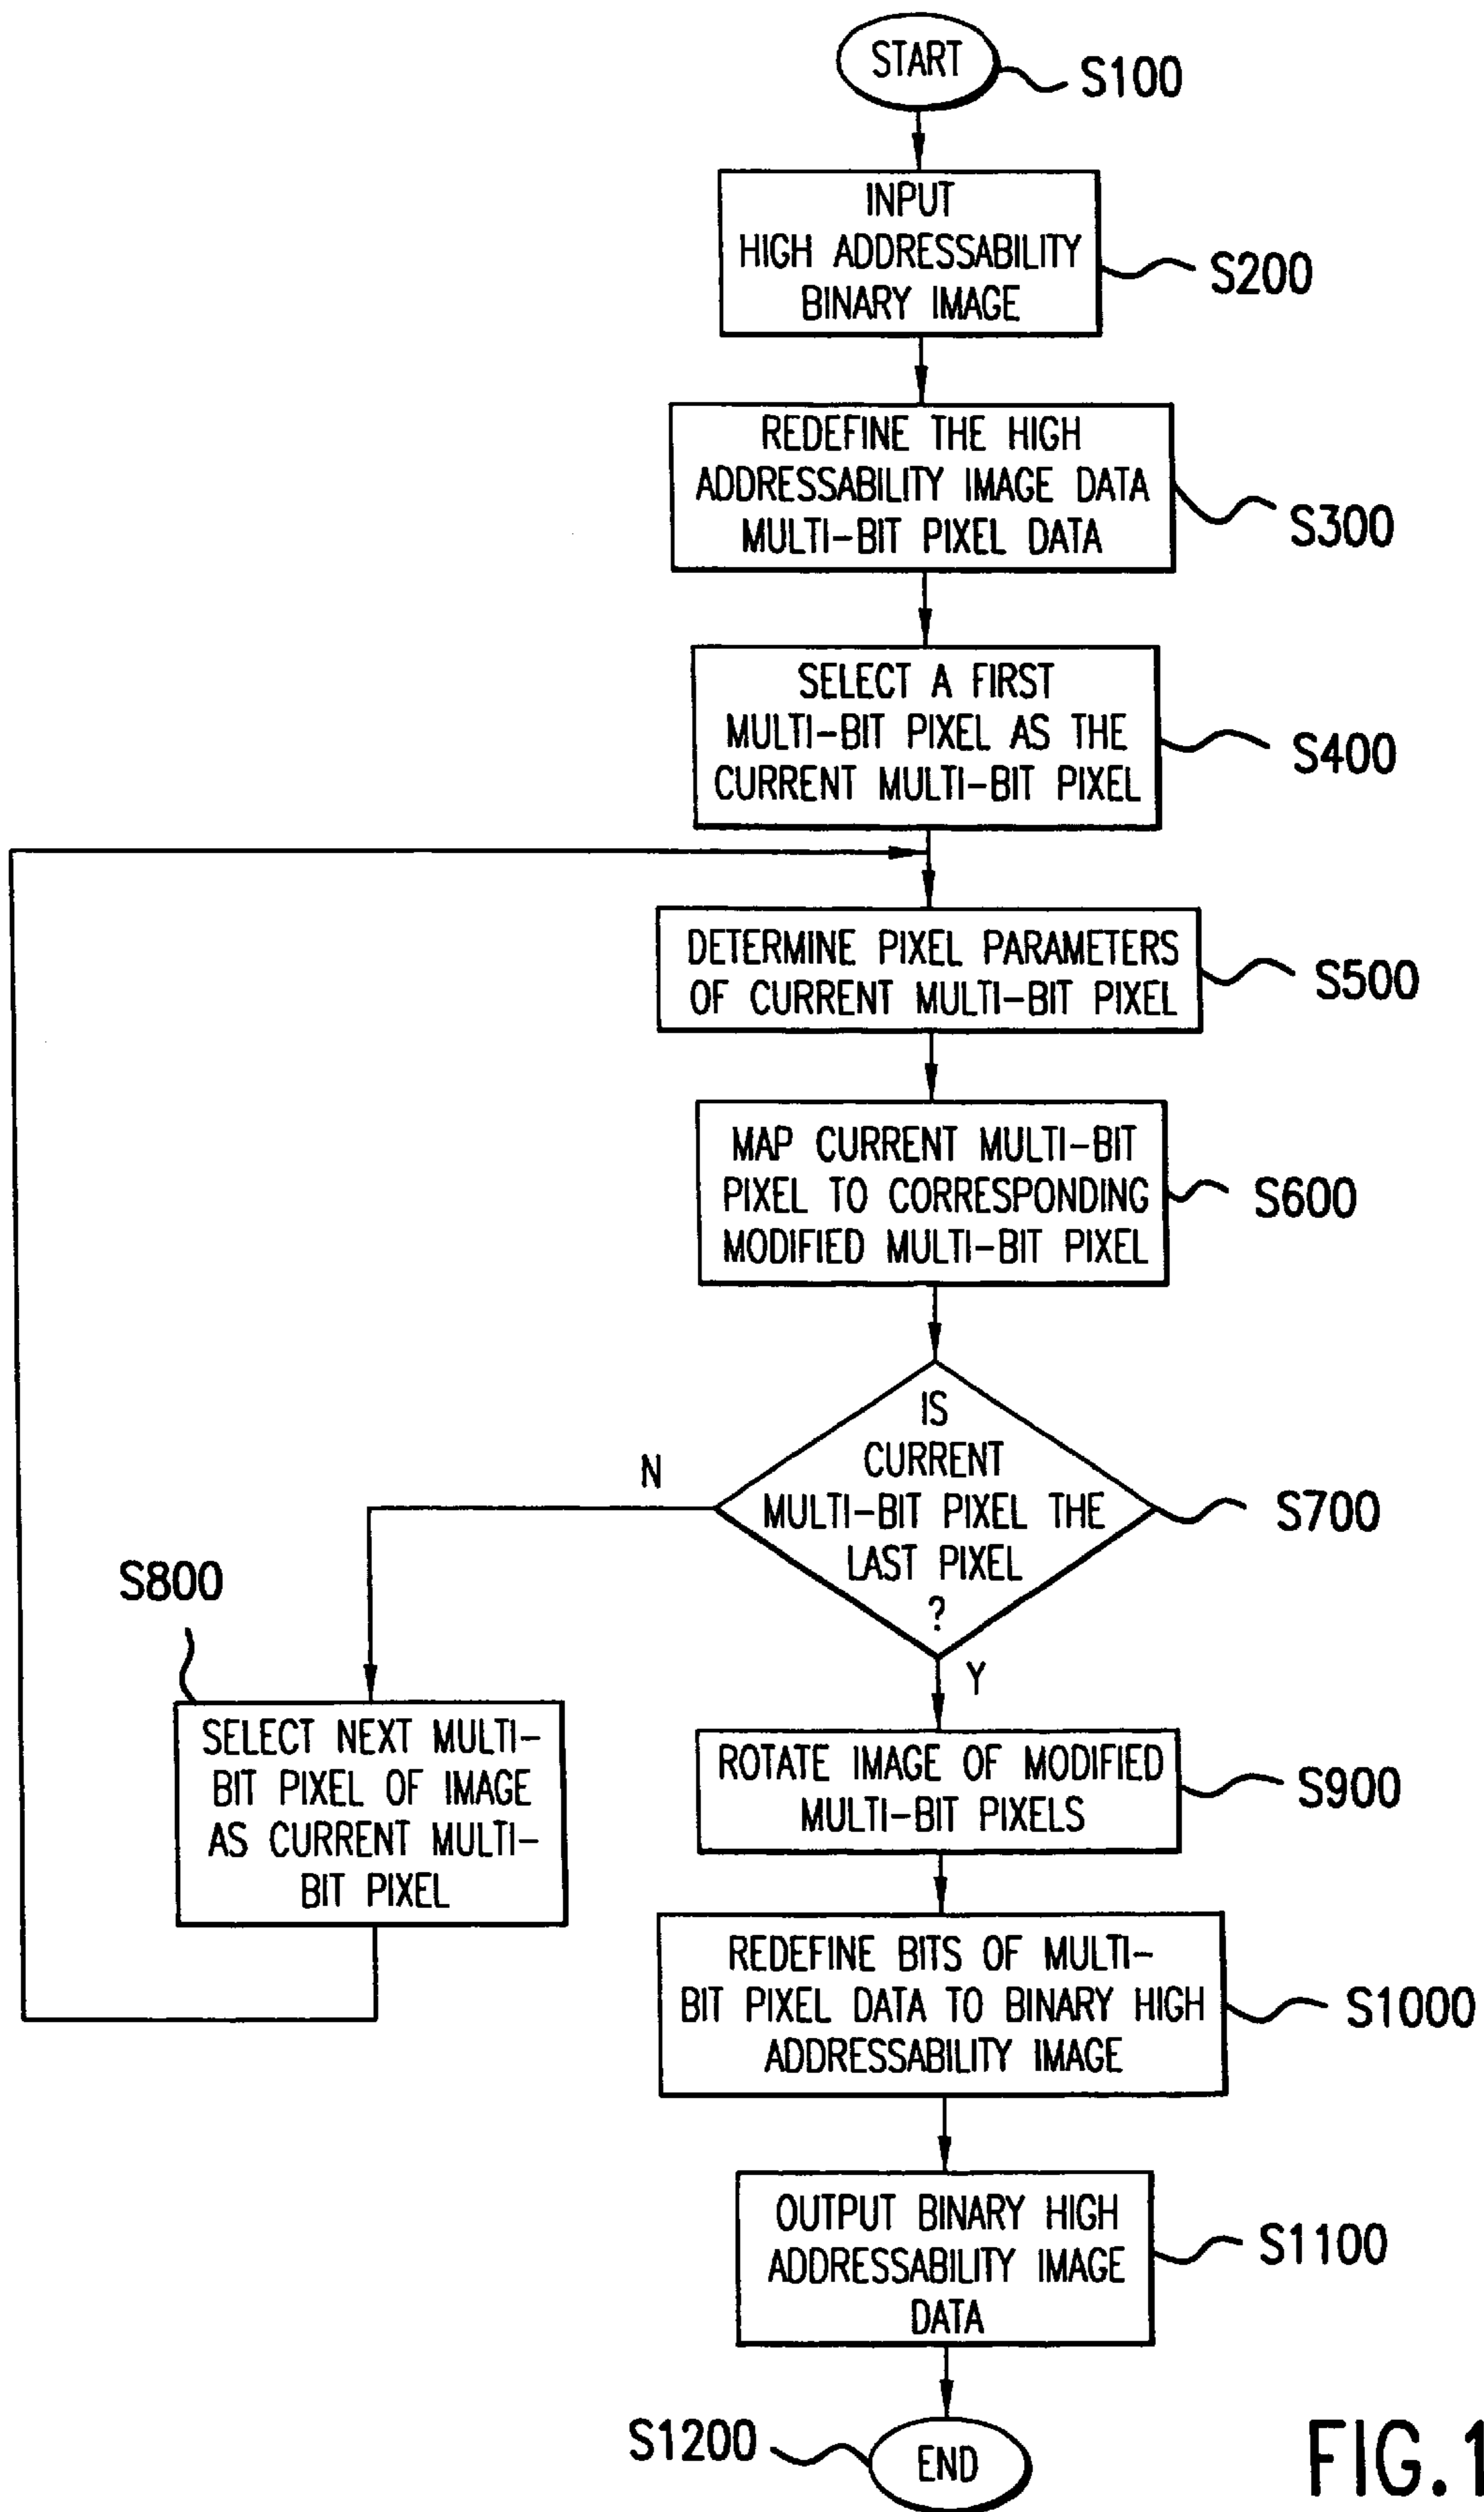 START
S100
INPUT
HIGH ADDRESSABILITY
BINARY IMAGE
S200
REDEFINE THE HIGH
ADDRESSABILITY IMAGE DATA
MULTI-BIT PIXEL DATA
S300
SELECT A FIRST
MULTI-BIT PIXEL AS THE
CURRENT MULTI-BIT PIXEL
S400
DETERMINE PIXEL PARAMETERS
OF CURRENT MULTI-BIT PIXEL
S500
MAP CURRENT MULTI-BIT
PIXEL TO CORRESPONDING
MODIFIED MULTI-BIT PIXEL
S600
IS
CURRENT
MULTI-BIT PIXEL THE
LAST PIXEL
?
S700
N
Y
S800
SELECT NEXT MULTI-
BIT PIXEL OF IMAGE
AS CURRENT MULTI-
BIT PIXEL
ROTATE IMAGE OF MODIFIED
MULTI-BIT PIXELS
S900
REDEFINE BITS OF MULTI-
BIT PIXEL DATA TO BINARY HIGH
ADDRESSABILITY IMAGE
S1000
OUTPUT BINARY HIGH
ADDRESSABILITY IMAGE
DATA
S1100
S1200
END
FIG.1